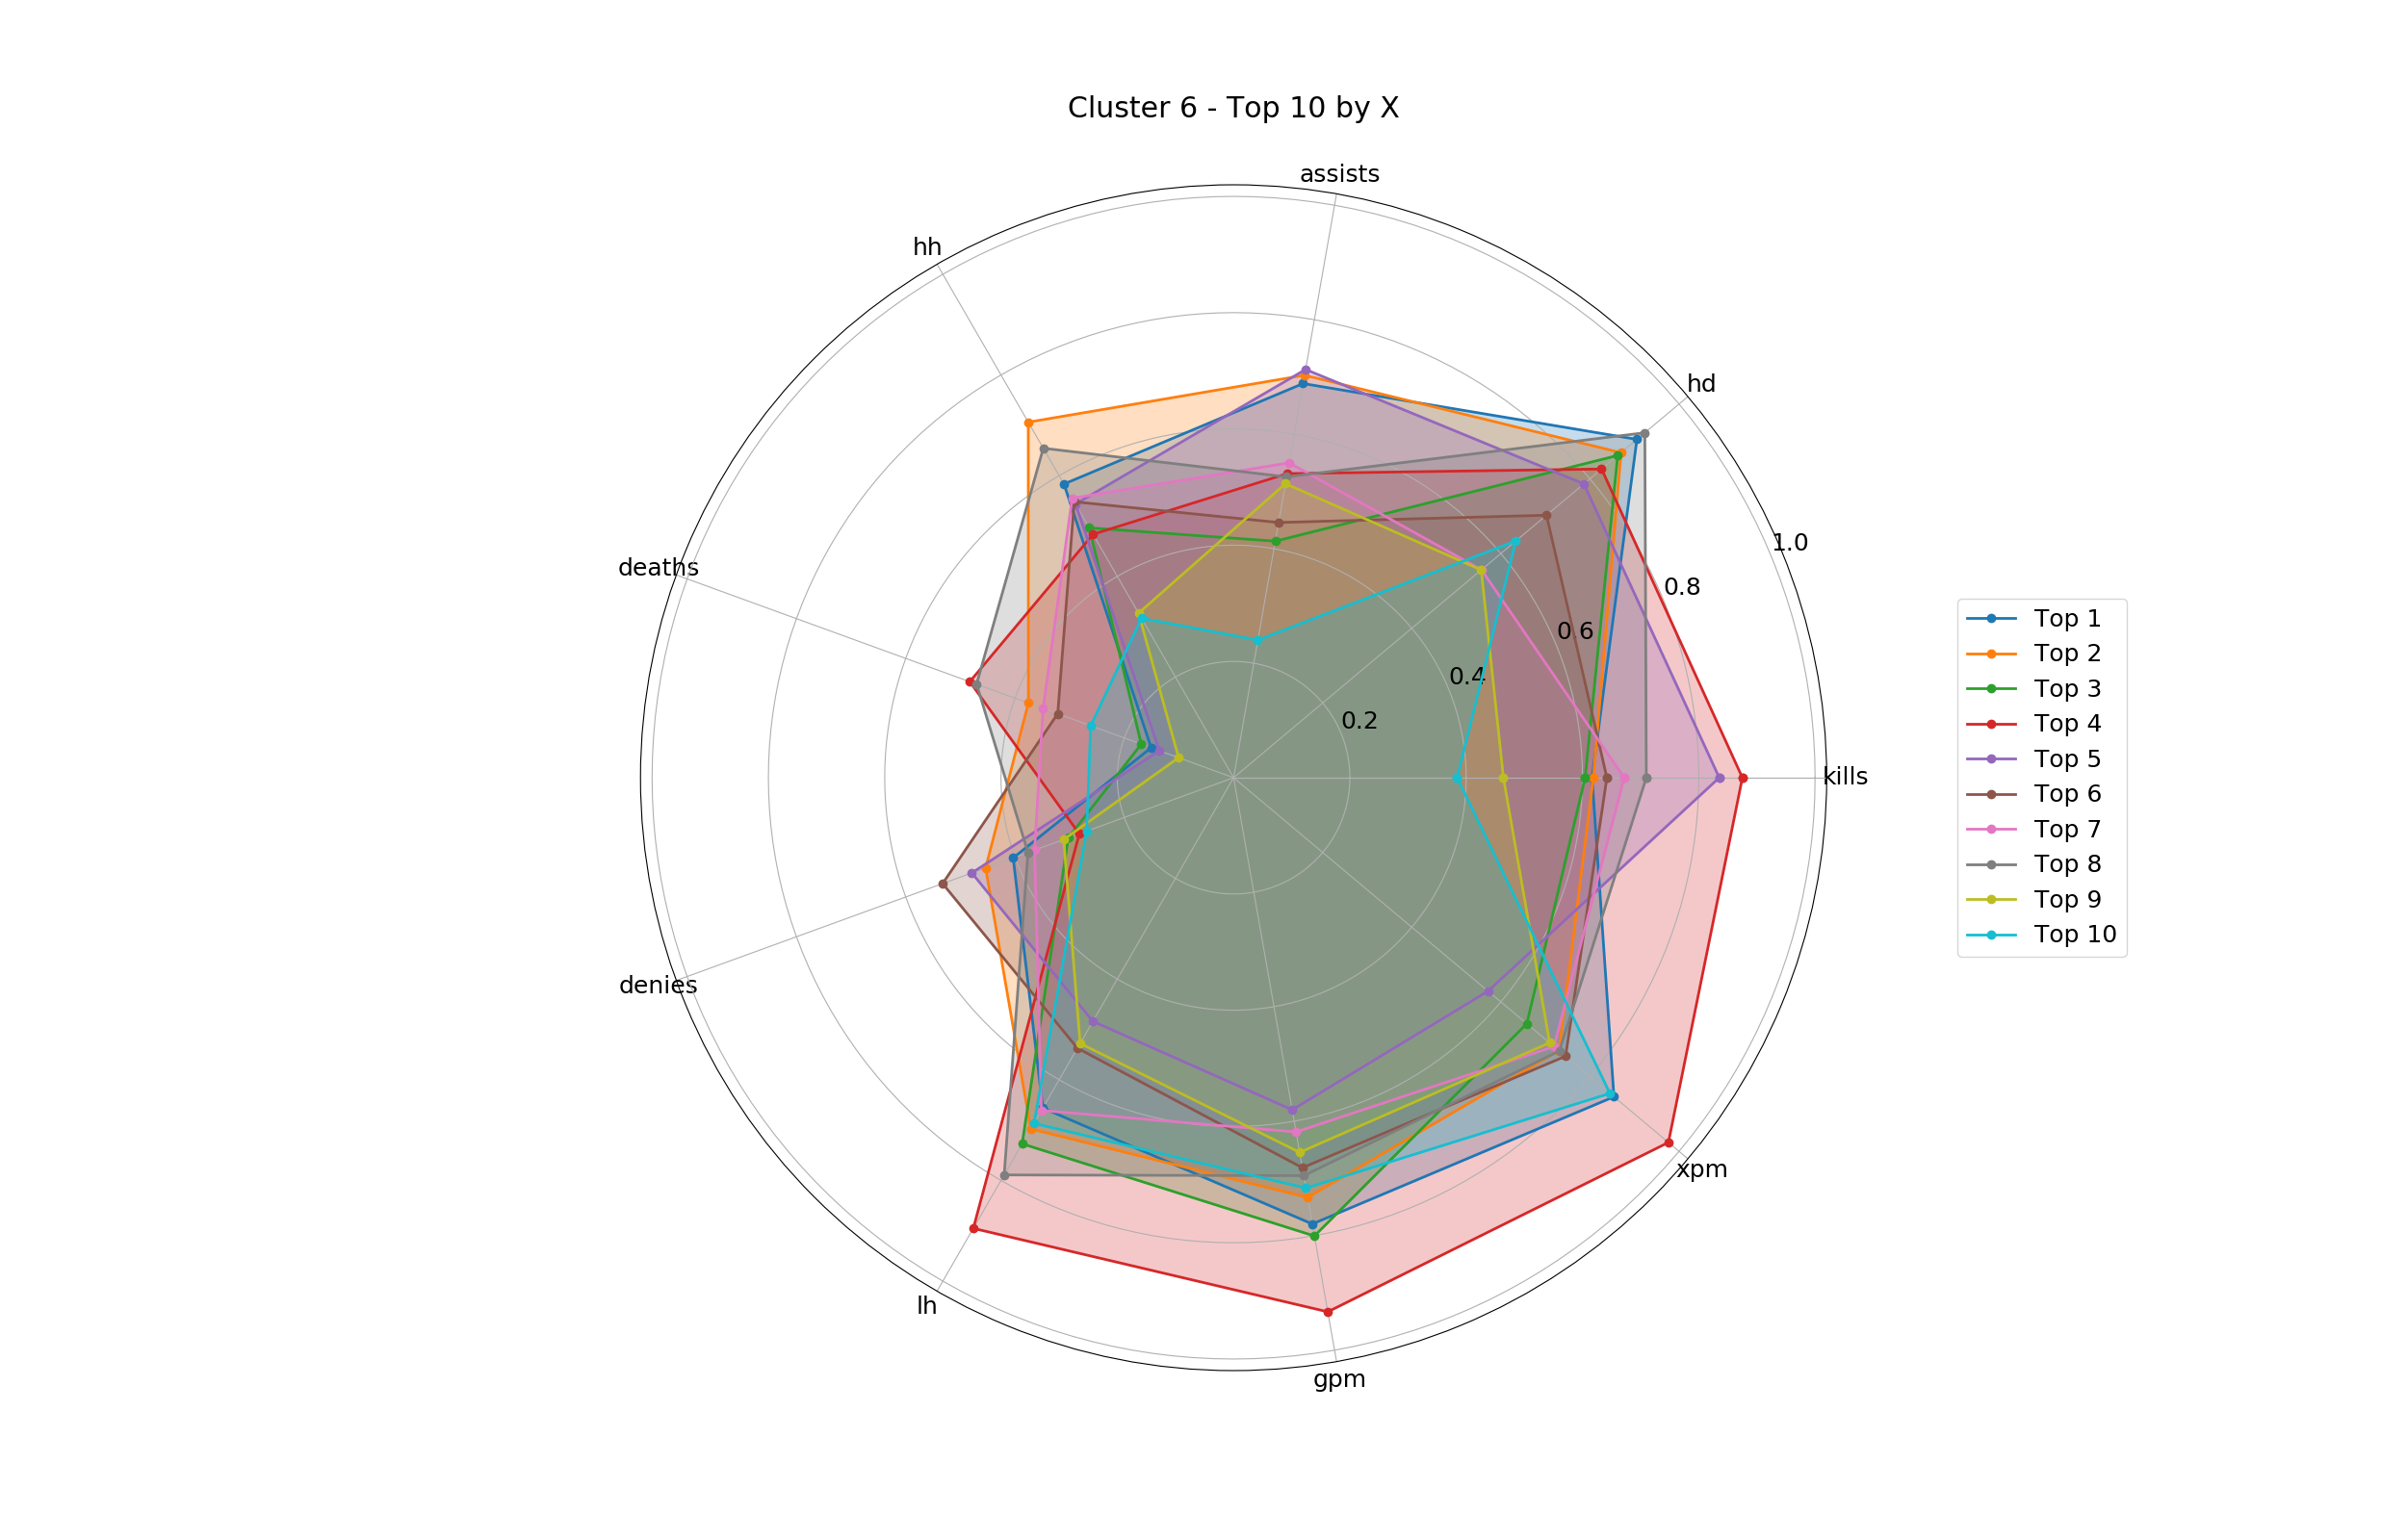 Cluster 6 - Top 10 by X
assists
hh
hd
deaths
1.0
0.8
0.6
0.4
0.2
kills
denies
xpm
lh
gpm
Top 1
Top 2
Top 3
Top 4
Top 5
Top 6
Top 7
Top 8
Top 9
Top 10